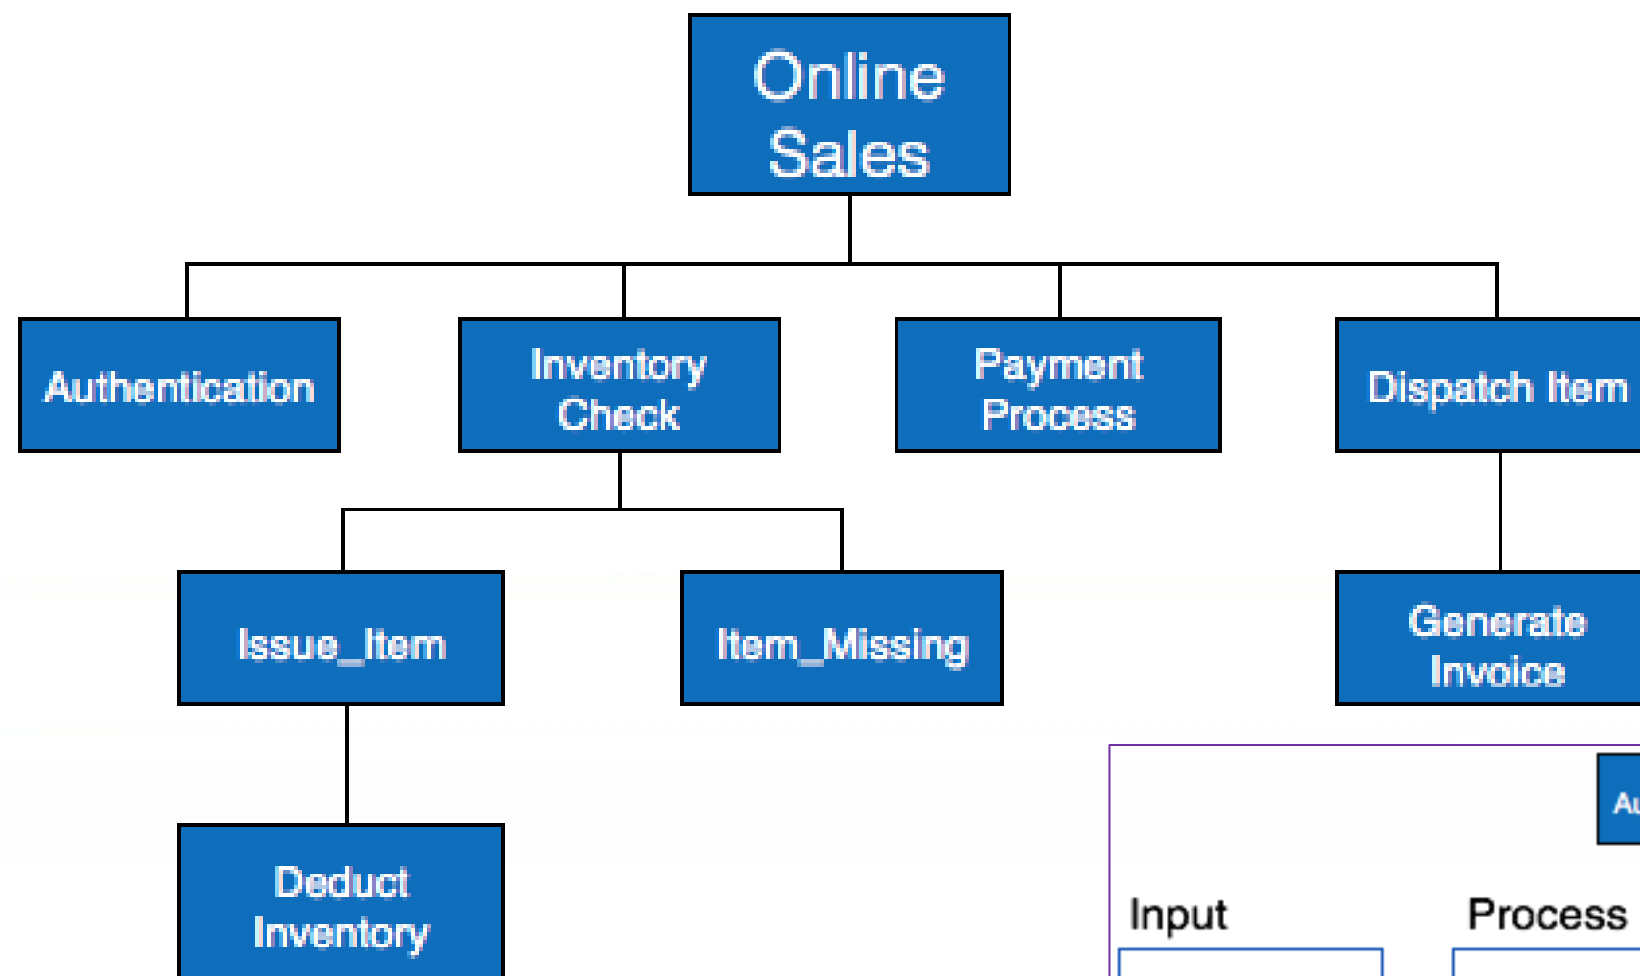 Online
Sales
Authentication
Inventory
Check
Payment
Process
Dispatch Item
Issue_Item
Item_Missing
Generate
Invoice
Deduct
Inventory
Input
Process